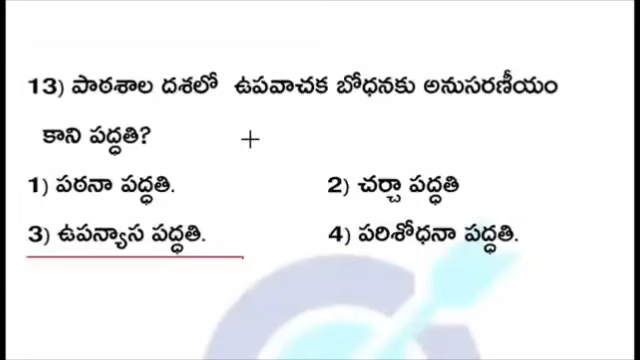 13) పాఠశాల దశలో ఉపవాచక బోధనకు అనుసరణీయం
కాని పద్ధతి?
1) పఠనా పద్ధతి. 2) చర్చా పద్ధతి
3) ఉపన్యాస పద్ధతి. 4) పరిశోధనా పద్ధతి.